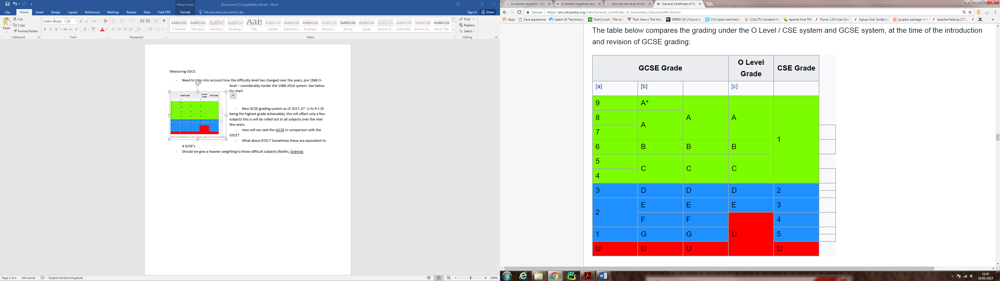 Picture Tools
Document2 [Compatibility Mode] - Word
File Home Insert Design Layout References Mailings Review View Foxit PDF Format Tell me what you want to do... Sign in Share
Paste
Cut
Copy
Format Painter
Clipboard
Calibri (Body) 11
Font
Paragraph
AaBbCcDc AaBbCcDc AaBbC AaBbCcI AaB AaBbCcC AaBbCcDc AaBbCcDc AaBbCcDc AaBbCcDc AaBbCcDc AaBbCcDc AABBCCDC AABBCCDC AaBbCcDc
¶ Normal ¶ No Spac... Heading 1 Heading 2 Title Subtitle Subtle Em... Emphasis Intense E... Strong Quote Intense Q... Subtle Ref... Intense Re... Book Title
Styles
Find
Replace
Select
Editing
Measuring GSCE:
- Need to take into account how the difficulty level has changed over the years, pre 1988 O-
level – considerably harder the 1988-2016 system. See below
for chart
- New GCSE grading system as of 2017, A*- U to 9-1 (9
being the highest grade achievable), this will affect only a few
subjects this is will be rolled out to all subjects over the next
few years.
- How will we rank the iGCSE in comparison with the
GSCE?
- What about BTEC? Sometimes these are equivalent to
4 GCSE's
- Should we give a heavier weighting to those difficult subjects (Maths, Science)
Page 1 of 1 104 words English (United Kingdom) 100%
k-nearest neighbor - Goo k-nearest neighbors algo how has the level of diffi General Certificate of Sec
Secure https://en.wikipedia.org/wiki/General_Certificate_of_Secondary_Education#Criticism
Apps Save experience Latest UK Technology TechCrunch - The late Tech News | The Verg WIRED UK | Future Sc CCA Spark and Hadoo CCA175: Cloudera Ha Apache Hive TM Flume 1.6.0 User Guid Sqoop User Guide (v1 pyspark package — P Apache Hadoop 2.7.2
The table below compares the grading under the O Level / CSE system and GCSE system, at the time of the introduction
and revision of GCSE grading:
GCSE Grade O Level Grade CSE Grade
[a] [b] [c]
9 A*
8 A A
A
7
1
6 B B B
5
C C C
4
3 D D D 2
E E E 3
2
F F 4
1 G G U 5
U U U U
11:45
16/01/2017